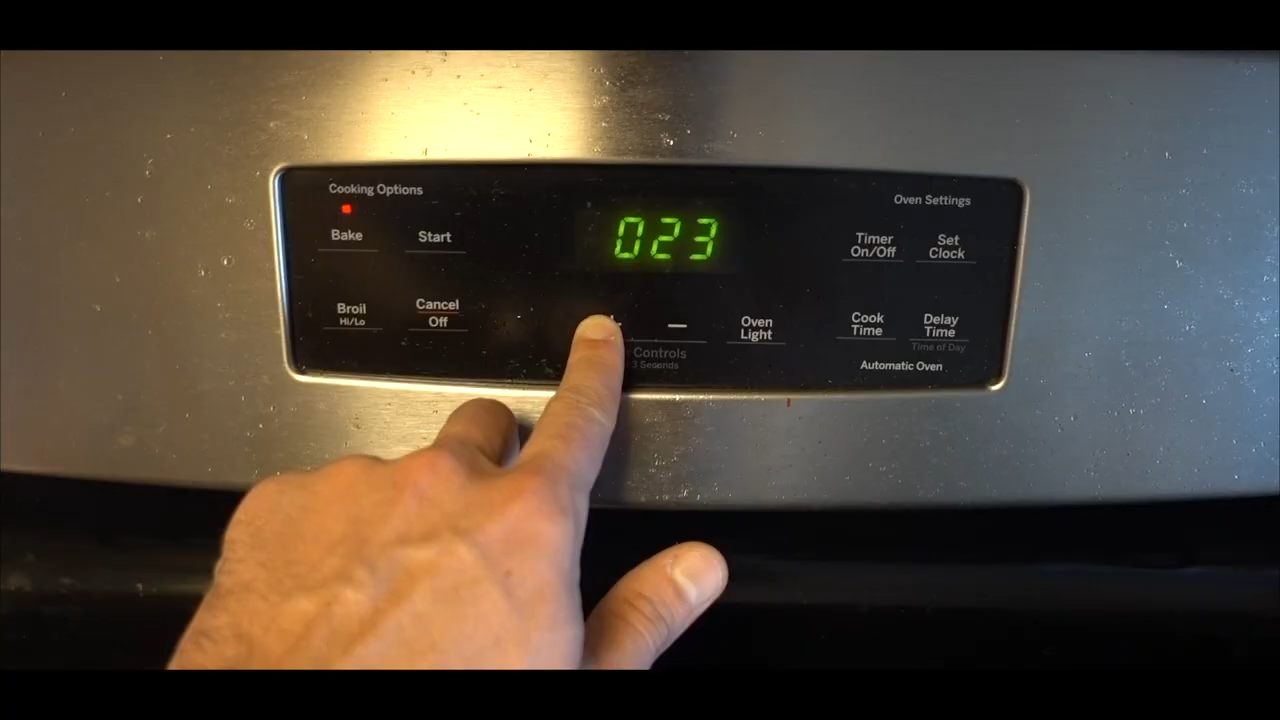 Cooking Options
Oven Settings
023
Bake
Start
Timer
On/Off
Set
Clock
Broil
Hi/Lo
Cancel
Off
+
—
Oven
Light
Cook
Time
Delay
Time
Time of Day
Controls
3 Seconds
Automatic Oven